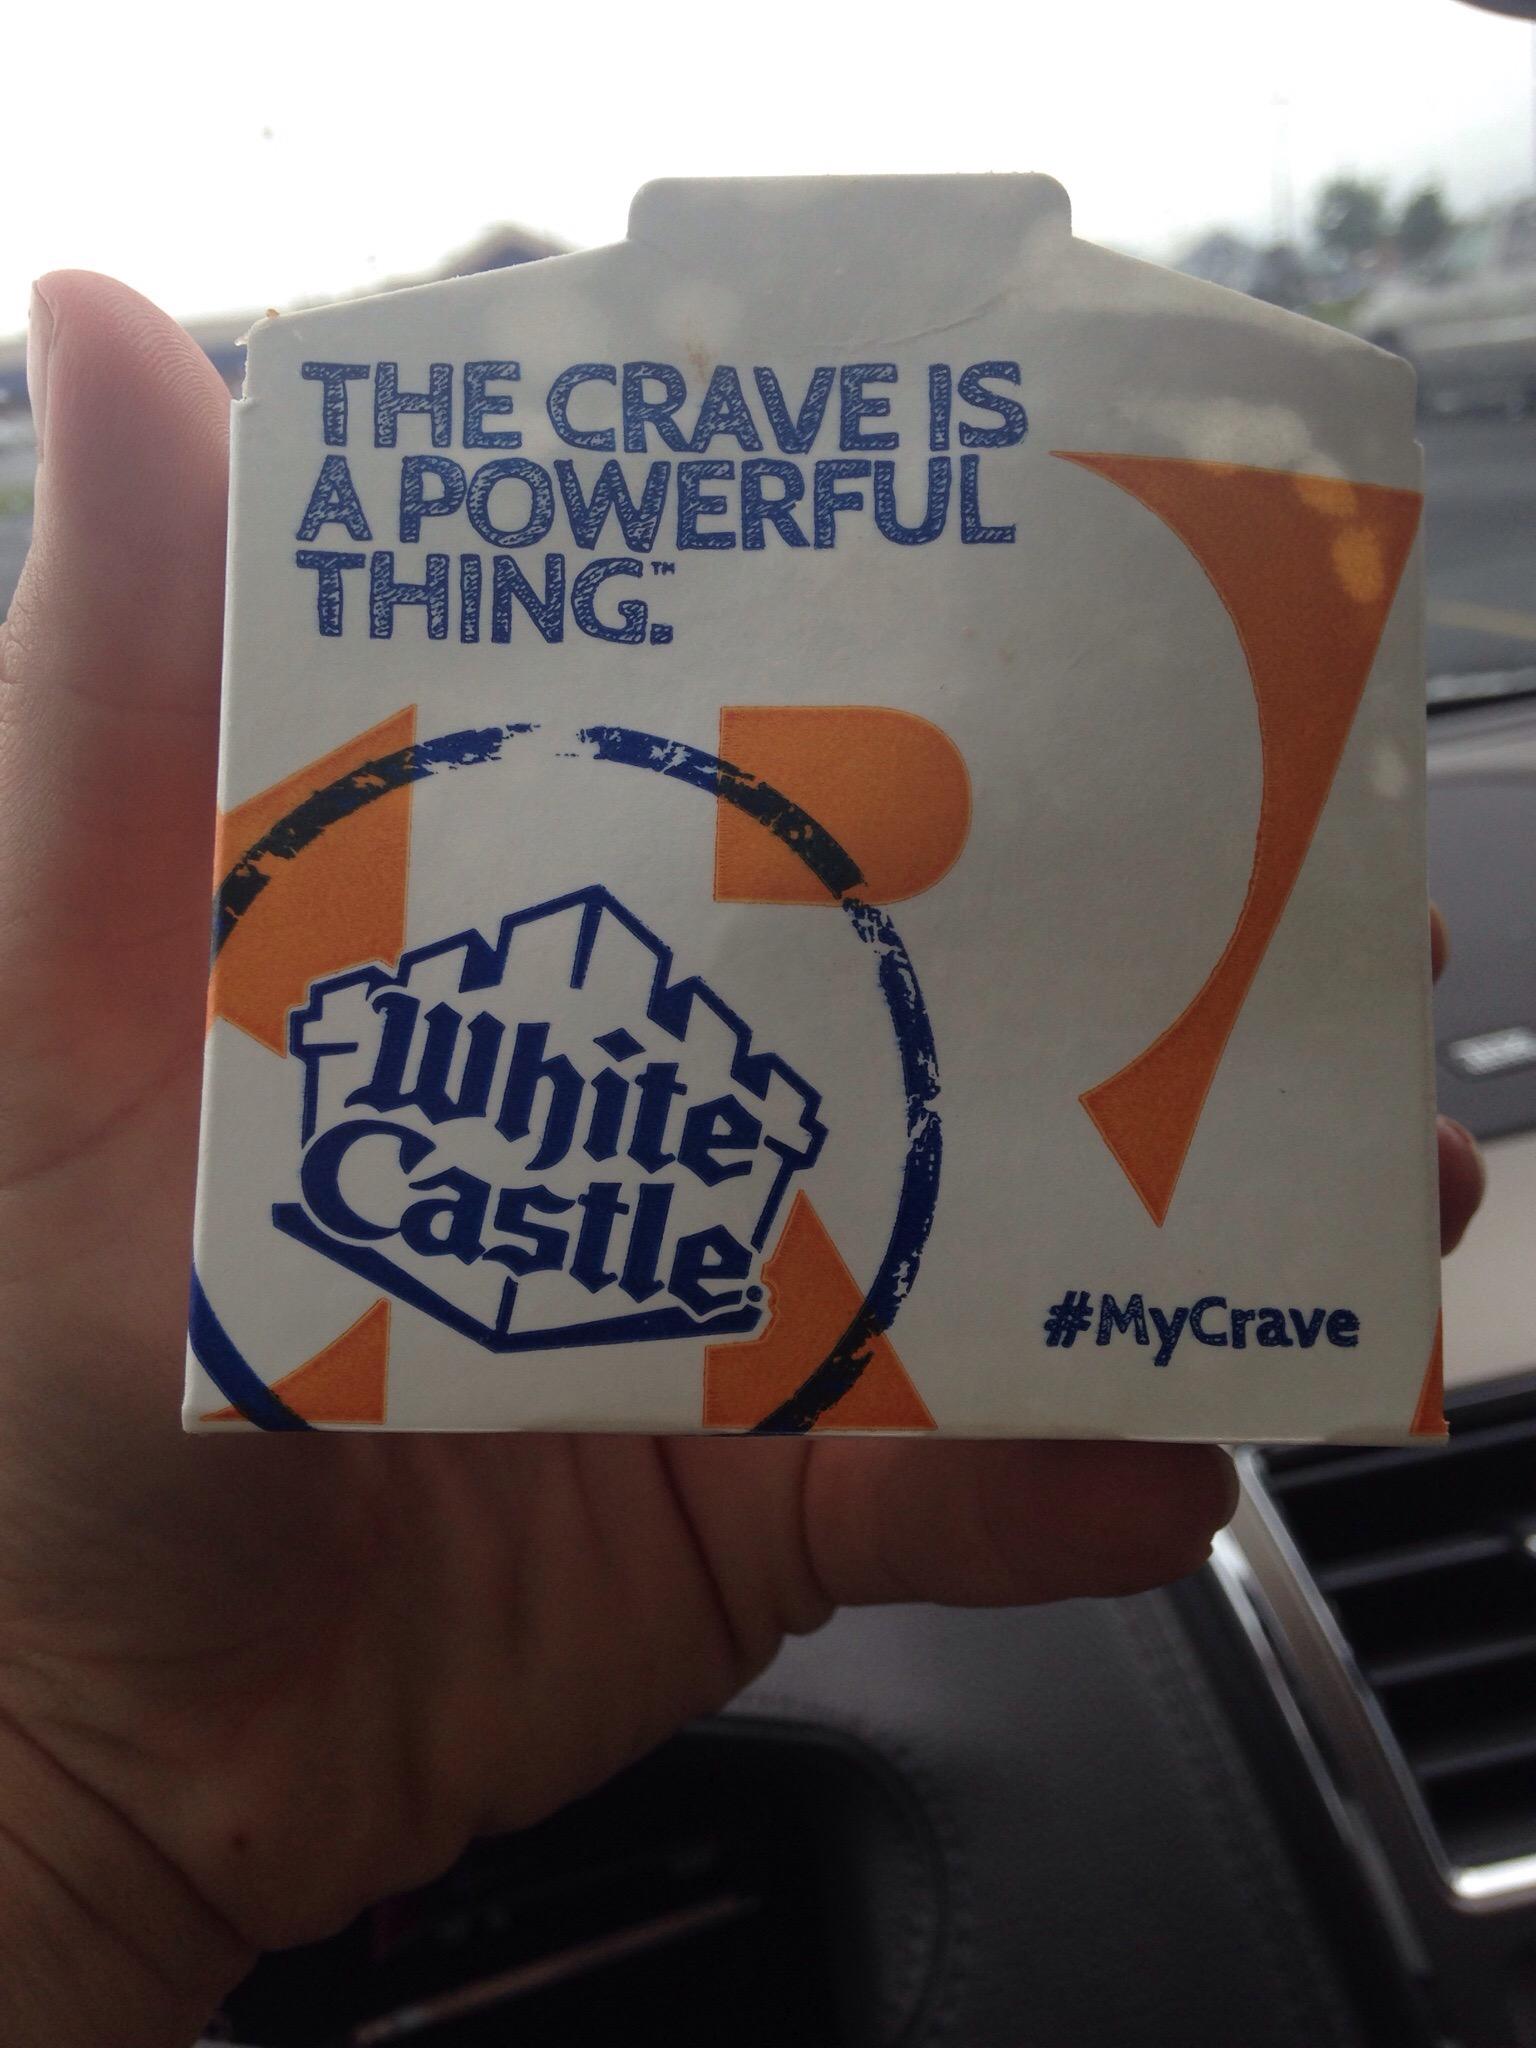 THE CRAVE IS
A POWERFUL
THING.™
White
Castle®
#MyCrave